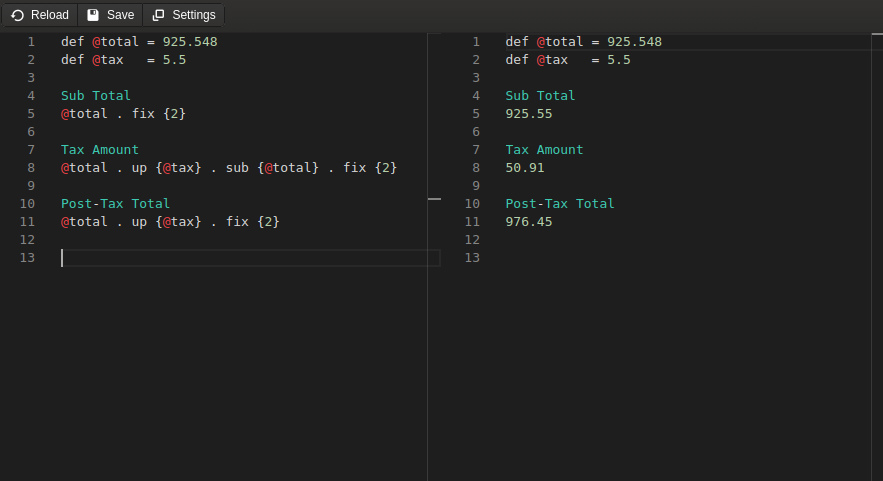 Reload Save Settings
1 def @total = 925.548
2 def @tax   = 5.5
3
4 Sub Total
5 @total . fix {2}
6
7 Tax Amount
8 @total . up {@tax} . sub {@total} . fix {2}
9
10 Post-Tax Total
11 @total . up {@tax} . fix {2}
12
13
1 def @total = 925.548
2 def @tax   = 5.5
3
4 Sub Total
5 925.55
6
7 Tax Amount
8 50.91
9
10 Post-Tax Total
11 976.45
12
13